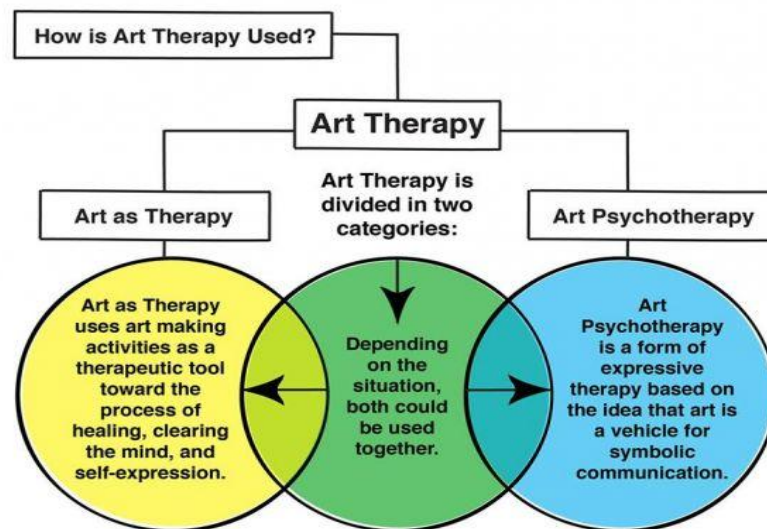 How is Art Therapy Used?
Art Therapy
Art as Therapy
Art Therapy is
divided in two
categories:
Art Psychotherapy
Art as Therapy
uses art making
activities as a
therapeutic tool
toward the
process of
healing, clearing
the mind, and
self-expression.
Depending
on the
situation,
both could
be used
together.
Art
Psychotherapy
is a form of
expressive
therapy based on
the idea that art is
a vehicle for
symbolic
communication.